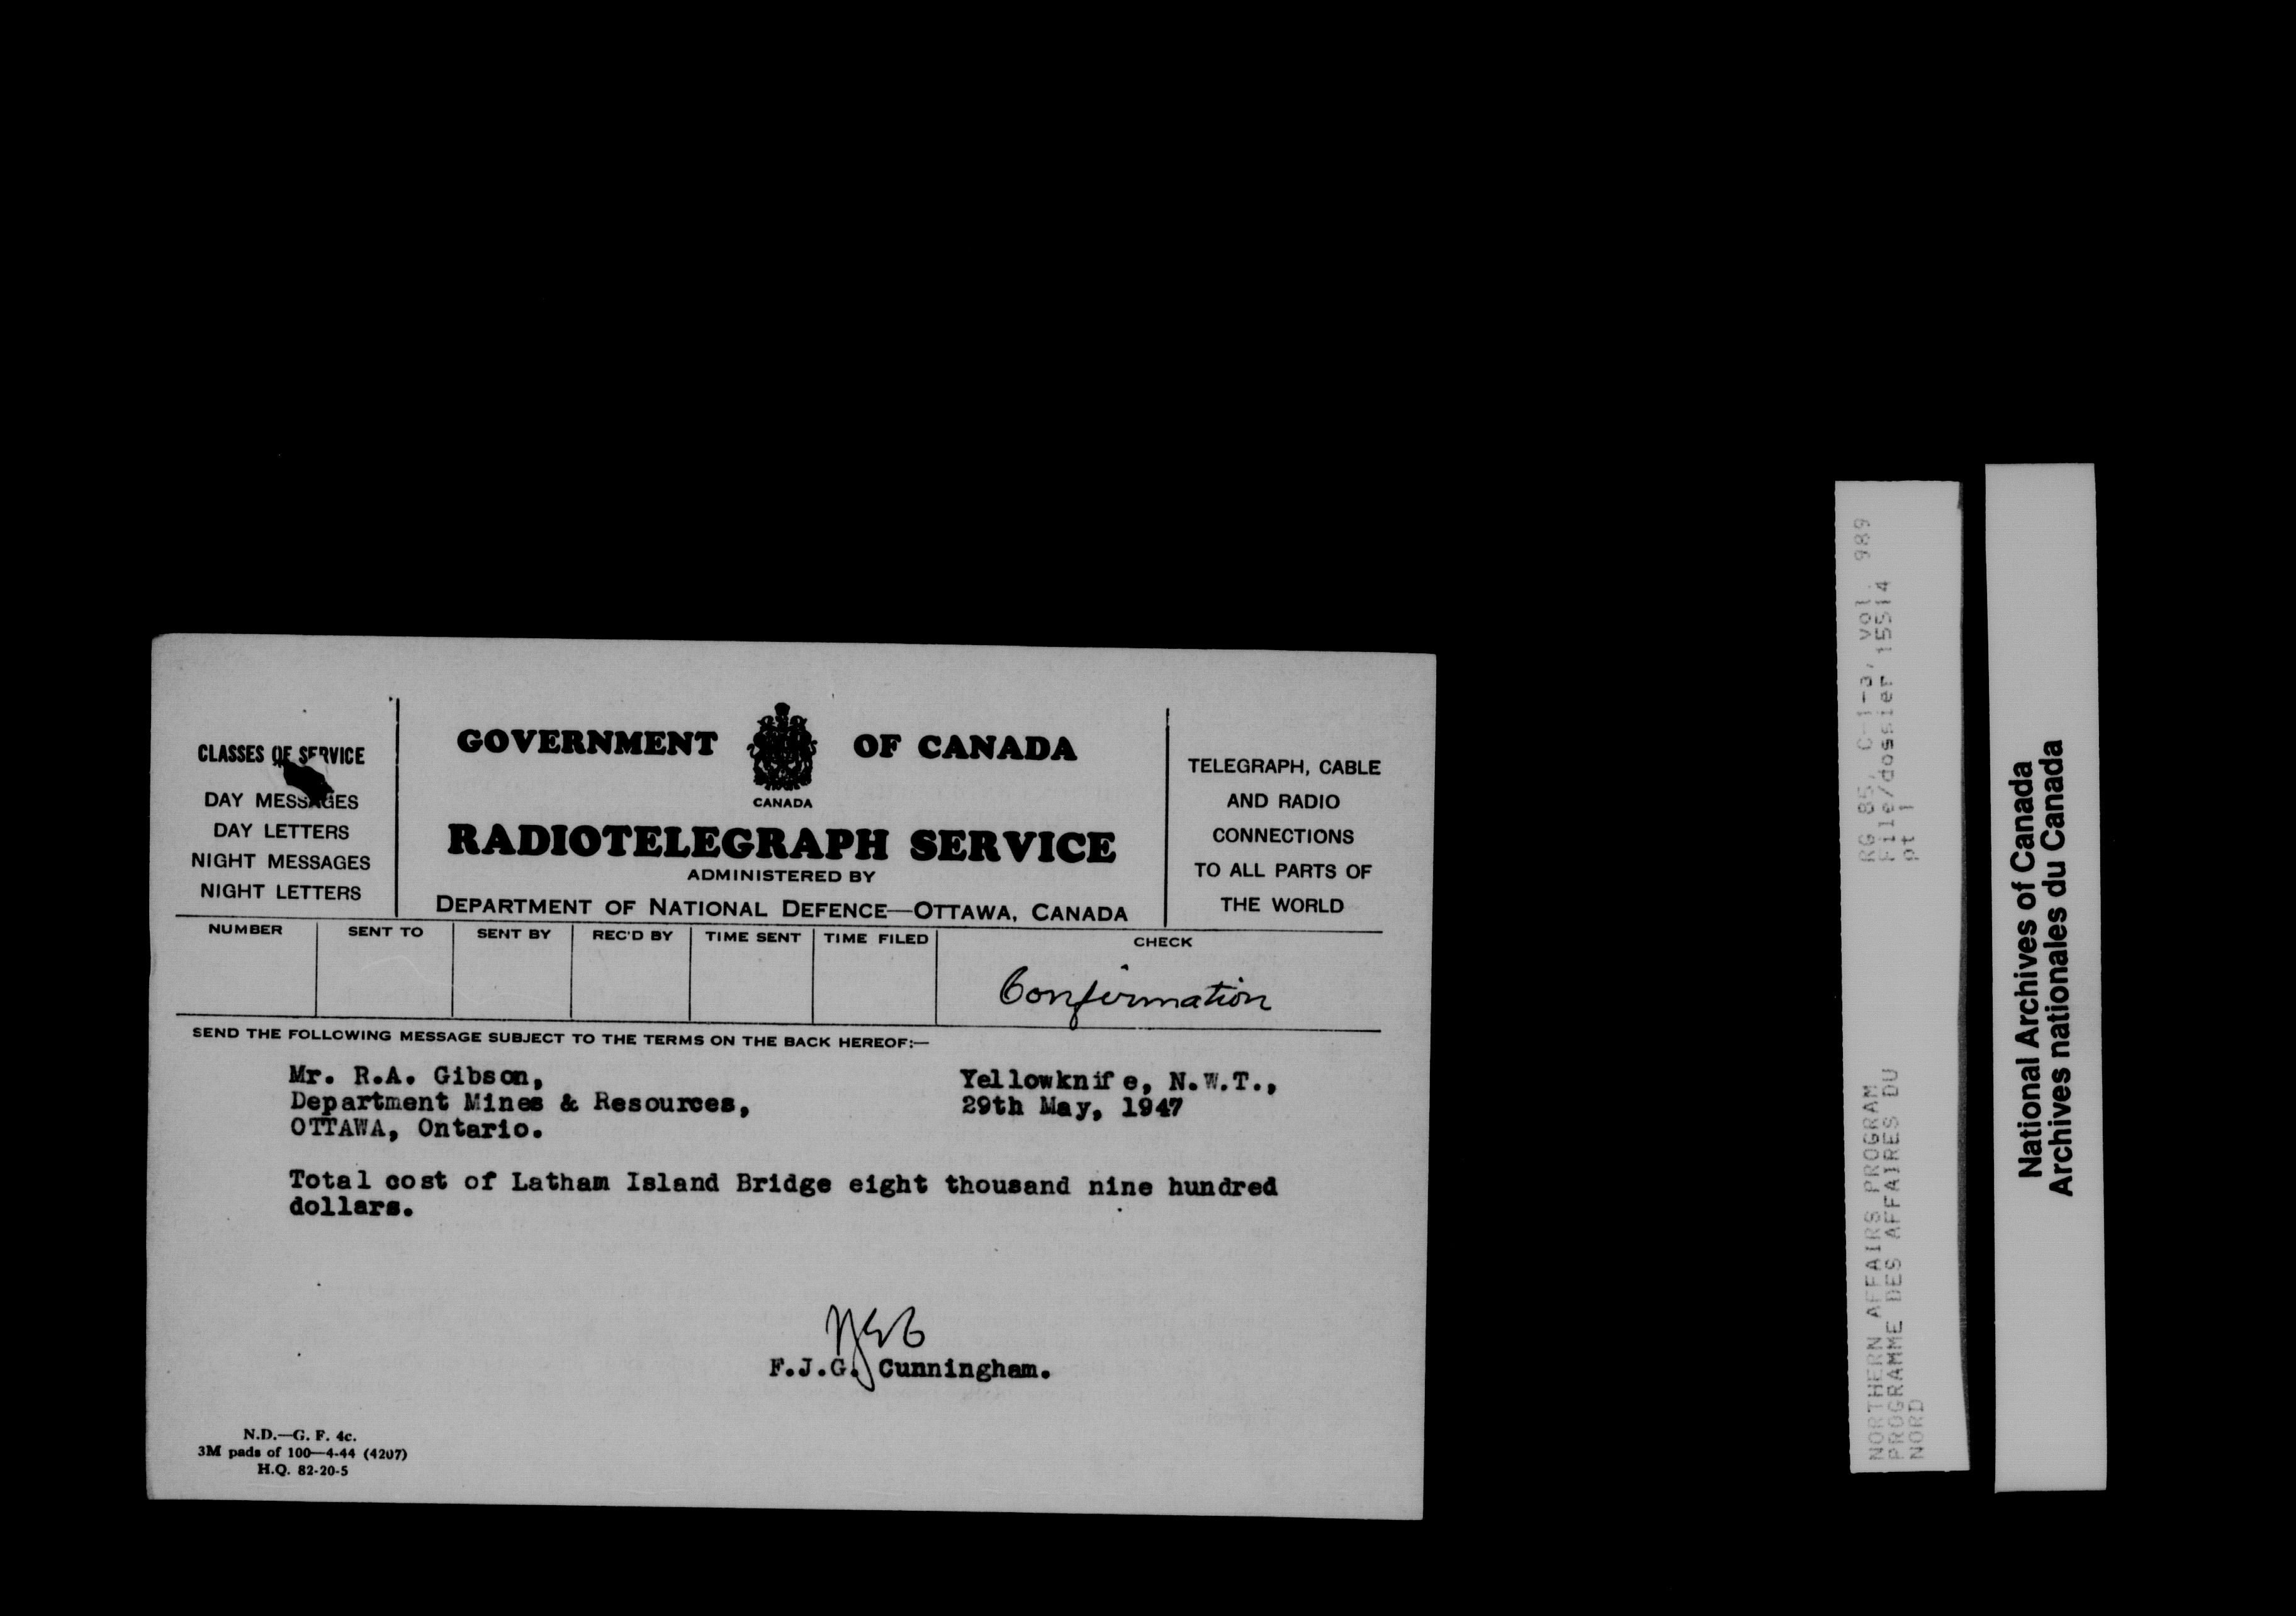 CLASSES OF SERVICE
DAY MESSAGES
DAY LETTERS
NIGHT MESSAGES
NIGHT LETTERS
GOVERNMENT OF CANADA
CANADA
RADIOTELEGRAPH SERVICE
ADMINISTERED BY
DEPARTMENT OF NATIONAL DEFENCE—OTTAWA, CANADA
TELEGRAPH, CABLE
AND RADIO
CONNECTIONS
TO ALL PARTS OF
THE WORLD
NUMBER SENT TO SENT BY REC'D BY TIME SENT TIME FILED CHECK
Confirmation
SEND THE FOLLOWING MESSAGE SUBJECT TO THE TERMS ON THE BACK HEREOF:—
Mr. R.A. Gibson,
Department Mines & Resources,
OTTAWA, Ontario.
Yellowknife, N.W.T.,
29th May, 1947
Total cost of Latham Island Bridge eight thousand nine hundred
dollars.
F.J.G. Cunningham.
N.D.—G. F. 4c.
3M pads of 100—4-44 (4207)
H.Q. 82-20-5
NORTHERN AFFAIRS PROGRAM
PROGRAMME DES AFFAIRES DU
NORD
RG 85, C-1-a, vol. 989
File/dossier 15514
pt 1
National Archives of Canada
Archives nationales du Canada